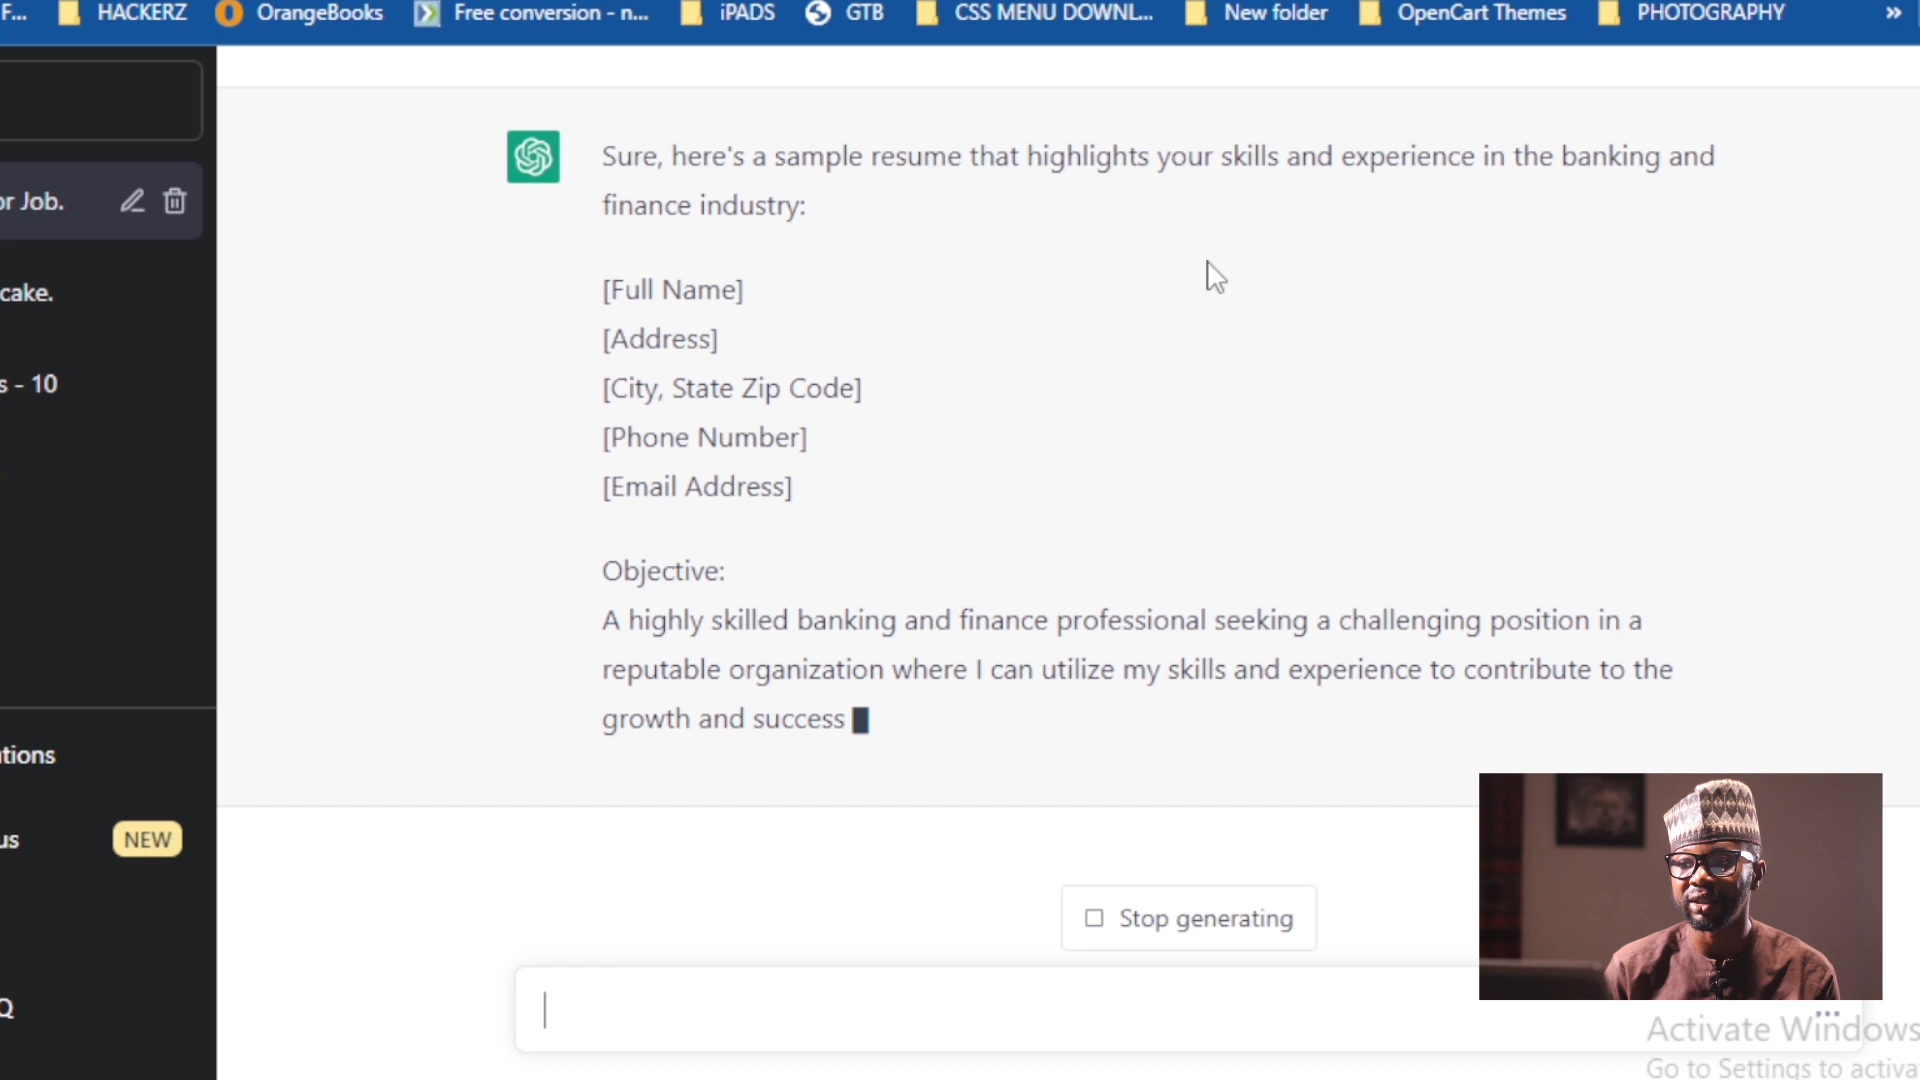 F...
HACKERZ
OrangeBooks
Free conversion - n...
iPADS
GTB
CSS MENU DOWNL...
New folder
OpenCart Themes
PHOTOGRAPHY
»
or Job.
cake.
s - 10
tions
us
NEW
Q
Sure, here's a sample resume that highlights your skills and experience in the banking and
finance industry:
[Full Name]
[Address]
[City, State Zip Code]
[Phone Number]
[Email Address]
Objective:
A highly skilled banking and finance professional seeking a challenging position in a
reputable organization where I can utilize my skills and experience to contribute to the
growth and success
Stop generating
Activate Windows
Go to Settings to activa